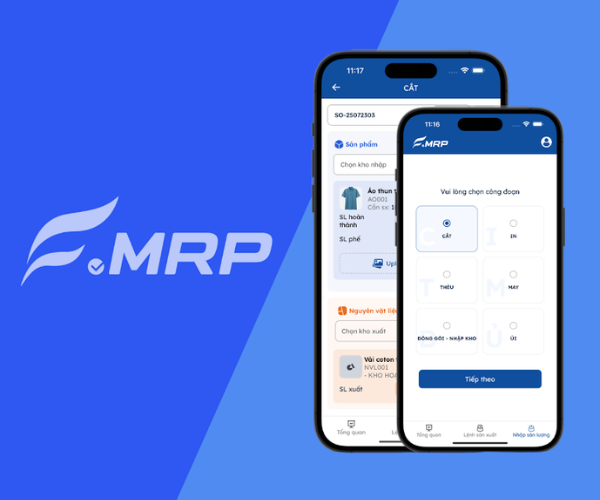 F.MRP
11:17
CẮT
SO-25072303
Sản phẩm
Chọn kho nhập
Áo thun
AO001
SL hoàn
thành
SL phế
Nguyên vật liệu
Chọn kho xuất
Vải coton
NVL001
- KHO
SL xuất
Tổng quan
11:16
F.MRP
Vui lòng chọn công đoạn
C
CẮT
I
IN
T
THÊU
M
MAY
Đ
ĐÓNG GÓI - NHẬP KHO
Ủ
ỦI
Tiếp theo
Tổng quan
Lệnh sản xuất
Nhập sản lượng